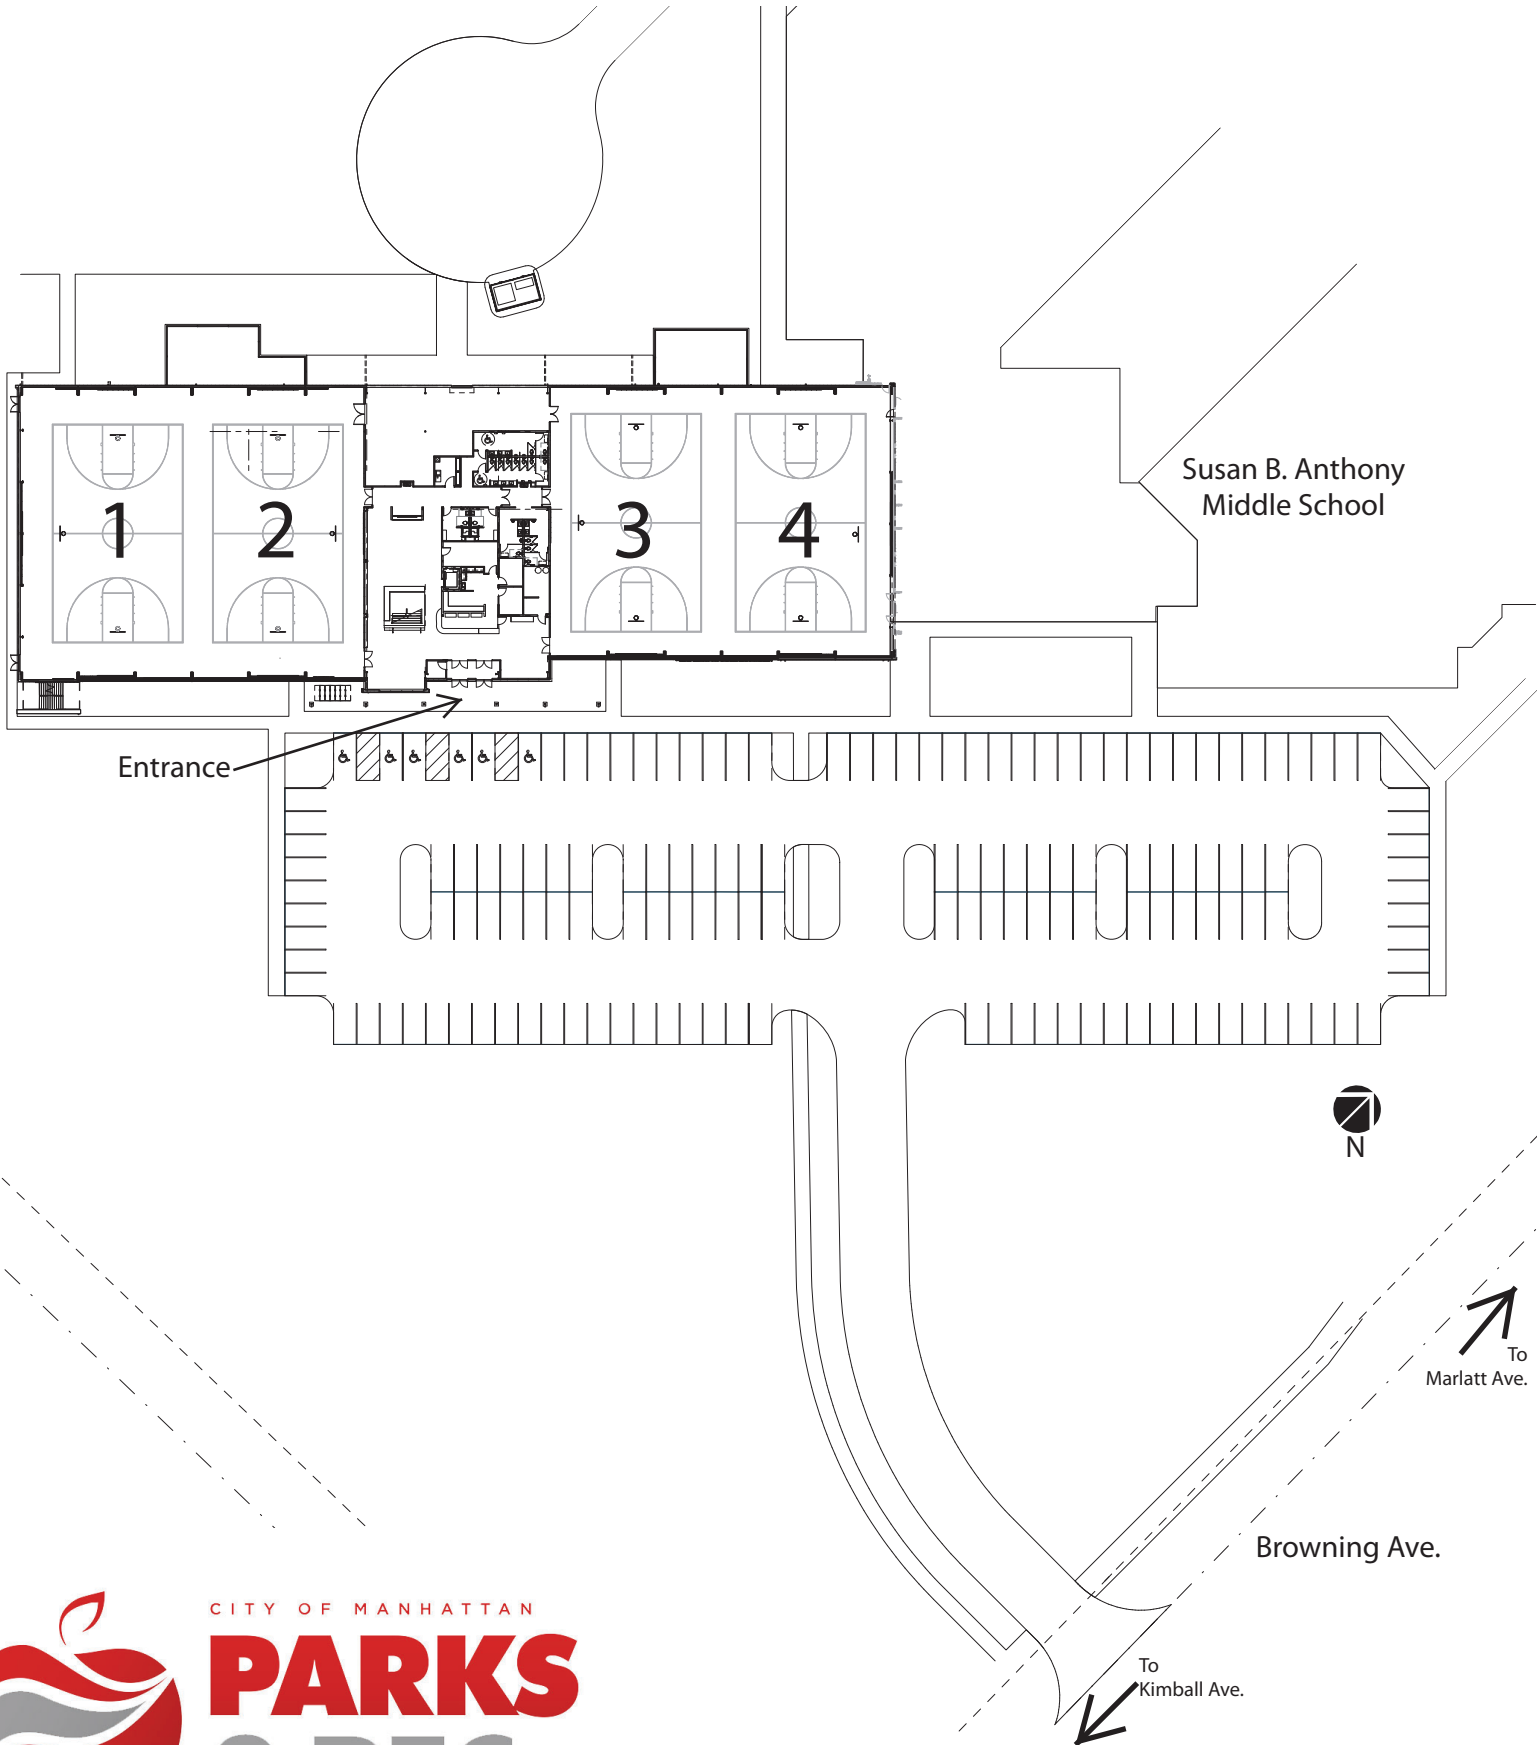 Susan B. Anthony
Middle School
1
2
3
4
Entrance
N
To
Marlatt Ave.
Browning Ave.
To
Kimball Ave.
CITY OF MANHATTAN
PARKS